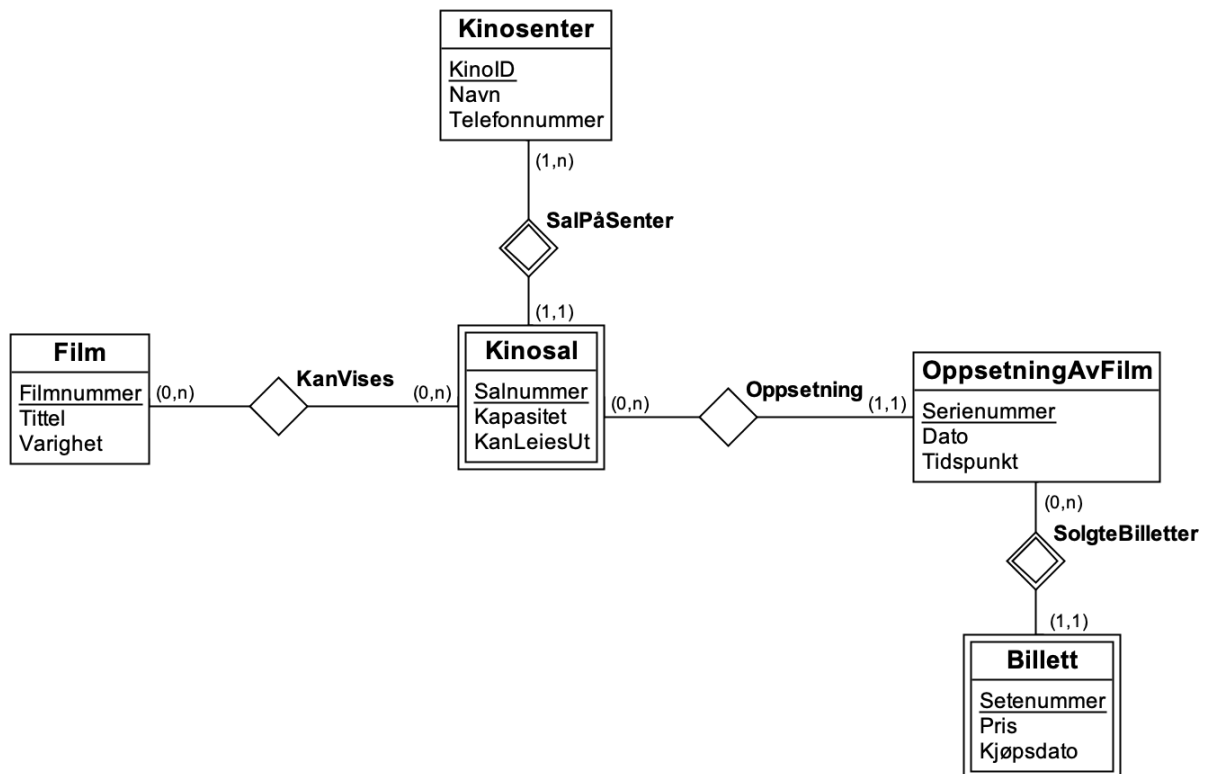 Kinosenter
KinoID
Navn
Telefonnummer
(1,n)
SalPåSenter
(1,1)
Film
Filmnummer
Tittel
Varighet
(0,n)
KanVises
(0,n)
Kinosal
Salnummer
Kapasitet
KanLeiesUt
(0,n)
Oppsetning
(1,1)
OppsetningAvFilm
Serienummer
Dato
Tidspunkt
(0,n)
SolgteBilletter
(1,1)
Billett
Setenummer
Pris
Kjøpsdato